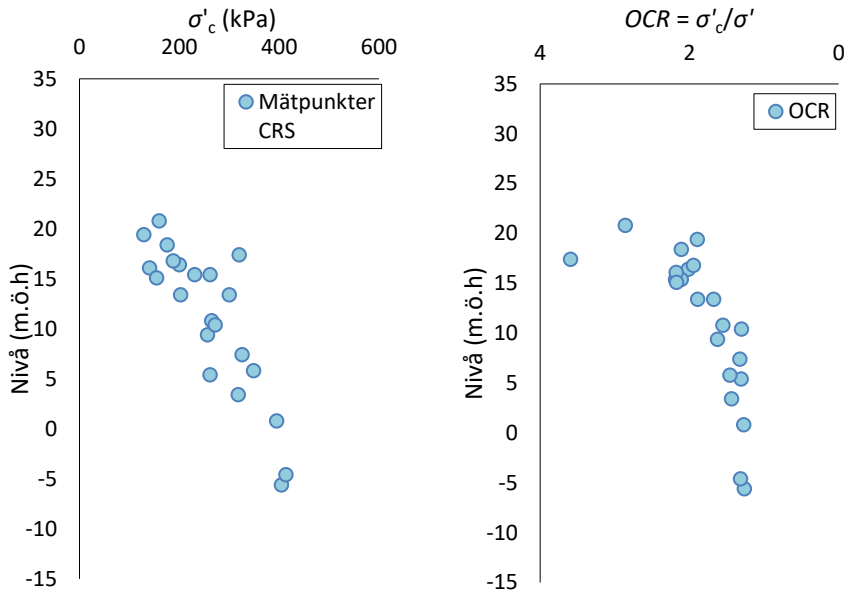 σ'c (kPa)
0 200 400 600
35
30
25
20
15
10
5
0
-5
-10
-15
Nivå (m.ö.h)
Mätpunkter
CRS
OCR = σ'c/σ'
4 2 0
35
30
25
20
15
10
5
0
-5
-10
-15
Nivå (m.ö.h)
OCR